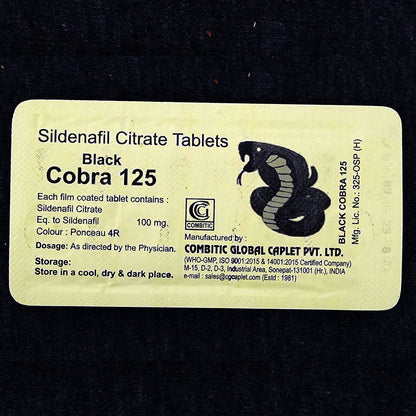 Sildenafil Citrate Tablets
Black
Cobra 125
Each film coated tablet contains :
Sildenafil Citrate
Eq. to Sildenafil 100 mg.
Colour : Ponceau 4R
Dosage: As directed by the Physician.
Storage:
Store in a cool, dry & dark place.
CG
COMBITIC
Manufactured by :
COMBITIC GLOBAL CAPLET PVT. LTD.
(WHO-GMP, ISO 9001:2015 & 14001:2015 Certified Company)
M-15, D-2, D-3, Industrial Area, Sonepat-131001 (Hr.), INDIA
e-mail : sales@cgcaplet.com (Estd : 1981)
BLACK COBRA 125
Mfg. Lic. No.: 325-OSP (H)